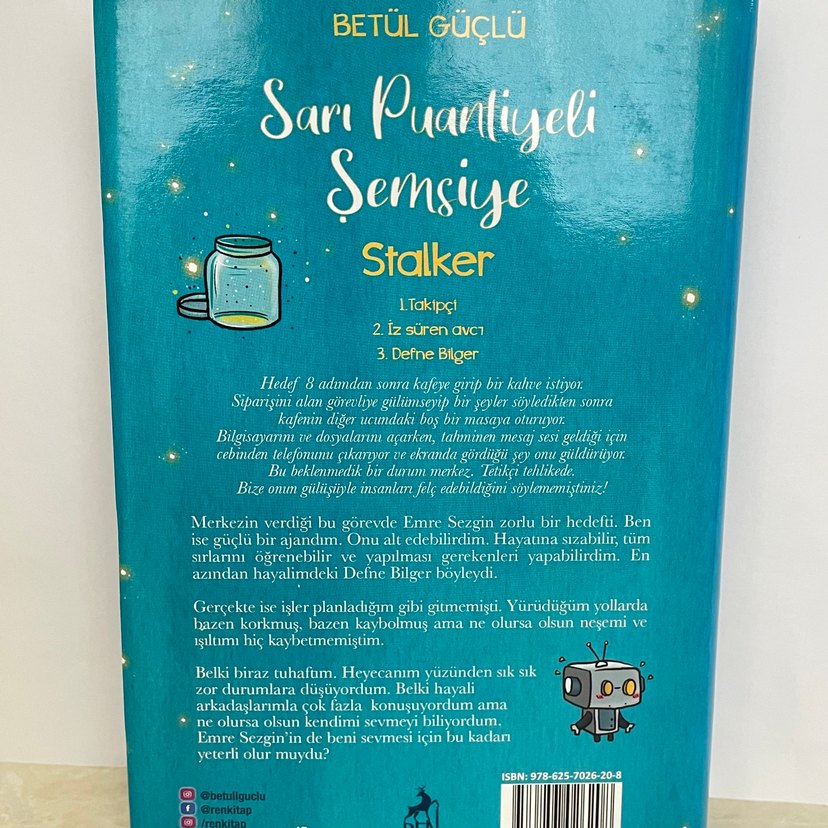 BETÜL GÜÇLÜ
Sarı Puantiyeli
Şemsiye
Stalker
1.Takipçi
2. İz süren avcı
3. Defne Bilger
Hedef 8 adımdan sonra kafeye girip bir kahve istiyor.
Siparişini alan görevliye gülümseyip bir şeyler söyledikten sonra
kafenin diğer ucundaki boş bir masaya oturuyor.
Bilgisayarını ve dosyalarını açarken, tahminen mesaj sesi geldiği için
cebinden telefonunu çıkarıyor ve ekranda gördüğü şey onu güldürüyor.
Bu beklenmedik bir durum merkez. Tetikçi tehlikede.
Bize onun gülüşüyle insanları felç edebildiğini söylememiştiniz!
Merkezin verdiği bu görevde Emre Sezgin zorlu bir hedefti. Ben
ise güçlü bir ajandım. Onu alt edebilirdim. Hayatına sızabilir, tüm
sırlarını öğrenebilir ve yapılması gerekenleri yapabilirdim. En
azından hayalimdeki Defne Bilger böyleydi.
Gerçekte ise işler planladığım gibi gitmemişti. Yürüdüğüm yollarda
bazen korkmuş, bazen kaybolmuş ama ne olursa olsun neşemi ve
ışıltımı hiç kaybetmemiştim.
Belki biraz tuhaftım. Heyecanım yüzünden sık sık
zor durumlara düşüyordum. Belki hayali
arkadaşlarımla çok fazla konuşuyordum ama
ne olursa olsun kendimi sevmeyi biliyordum.
Emre Sezgin'in de beni sevmesi için bu kadarı
yeterli olur muydu?
ISBN: 978-625-7026-20-8
@betullguclu
@renkitap
/renkitap
REN